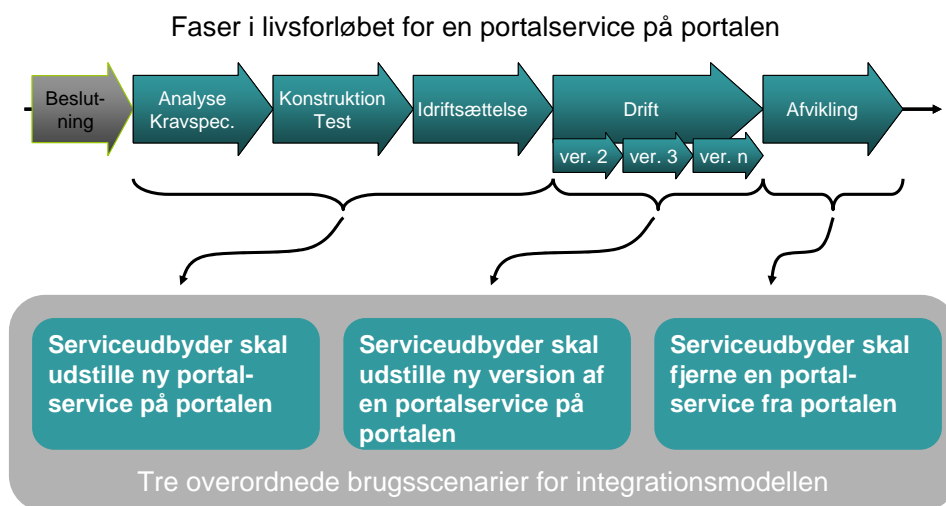 Faser i livsforløbet for en portalservice på portalen
Beslut-
ning
Analyse
Kravspec.
Konstruktion
Test
Idriftsættelse
Drift
Afvikling
ver. 2
ver. 3
ver. n
Serviceudbyder skal
udstille ny portal-
service på portalen
Serviceudbyder skal
udstille ny version af
en portalservice på
portalen
Serviceudbyder skal
fjerne en portal-
service fra portalen
Tre overordnede brugsscenarier for integrationsmodellen